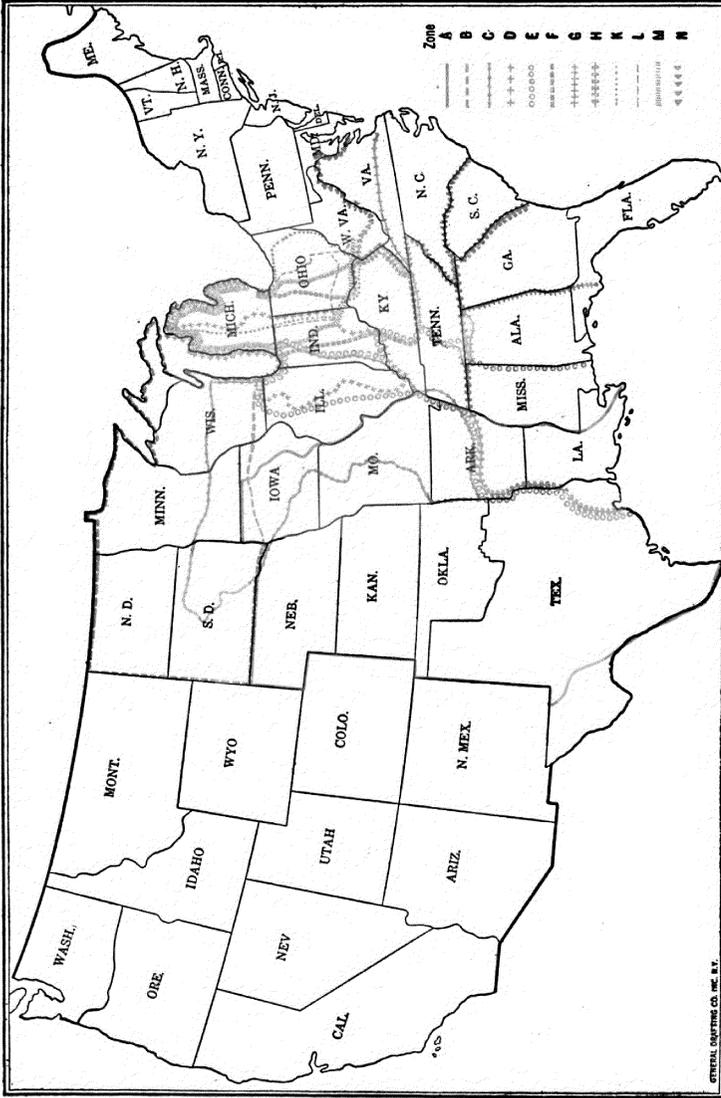 WASH.
ORE.
CAL.
NEV
IDAHO
UTAH
ARIZ.
MONT.
WYO
COLO.
N. MEX.
N. D.
S. D.
NEB.
KAN.
OKLA.
TEX.
MINN.
IOWA
MO.
ARK.
LA.
WIS.
ILL.
MISS.
MICH.
IND.
OHIO
KY
TENN.
ALA.
GA.
FLA.
S. C.
N. C.
VA.
W. VA.
MD.
DEL.
PENN.
N. J.
N. Y.
CONN.
MASS.
VT.
N. H.
ME.
Zone
A
B
C
D
E
F
G
H
K
L
M
N
GENERAL DRAFTING CO. INC. N.Y.